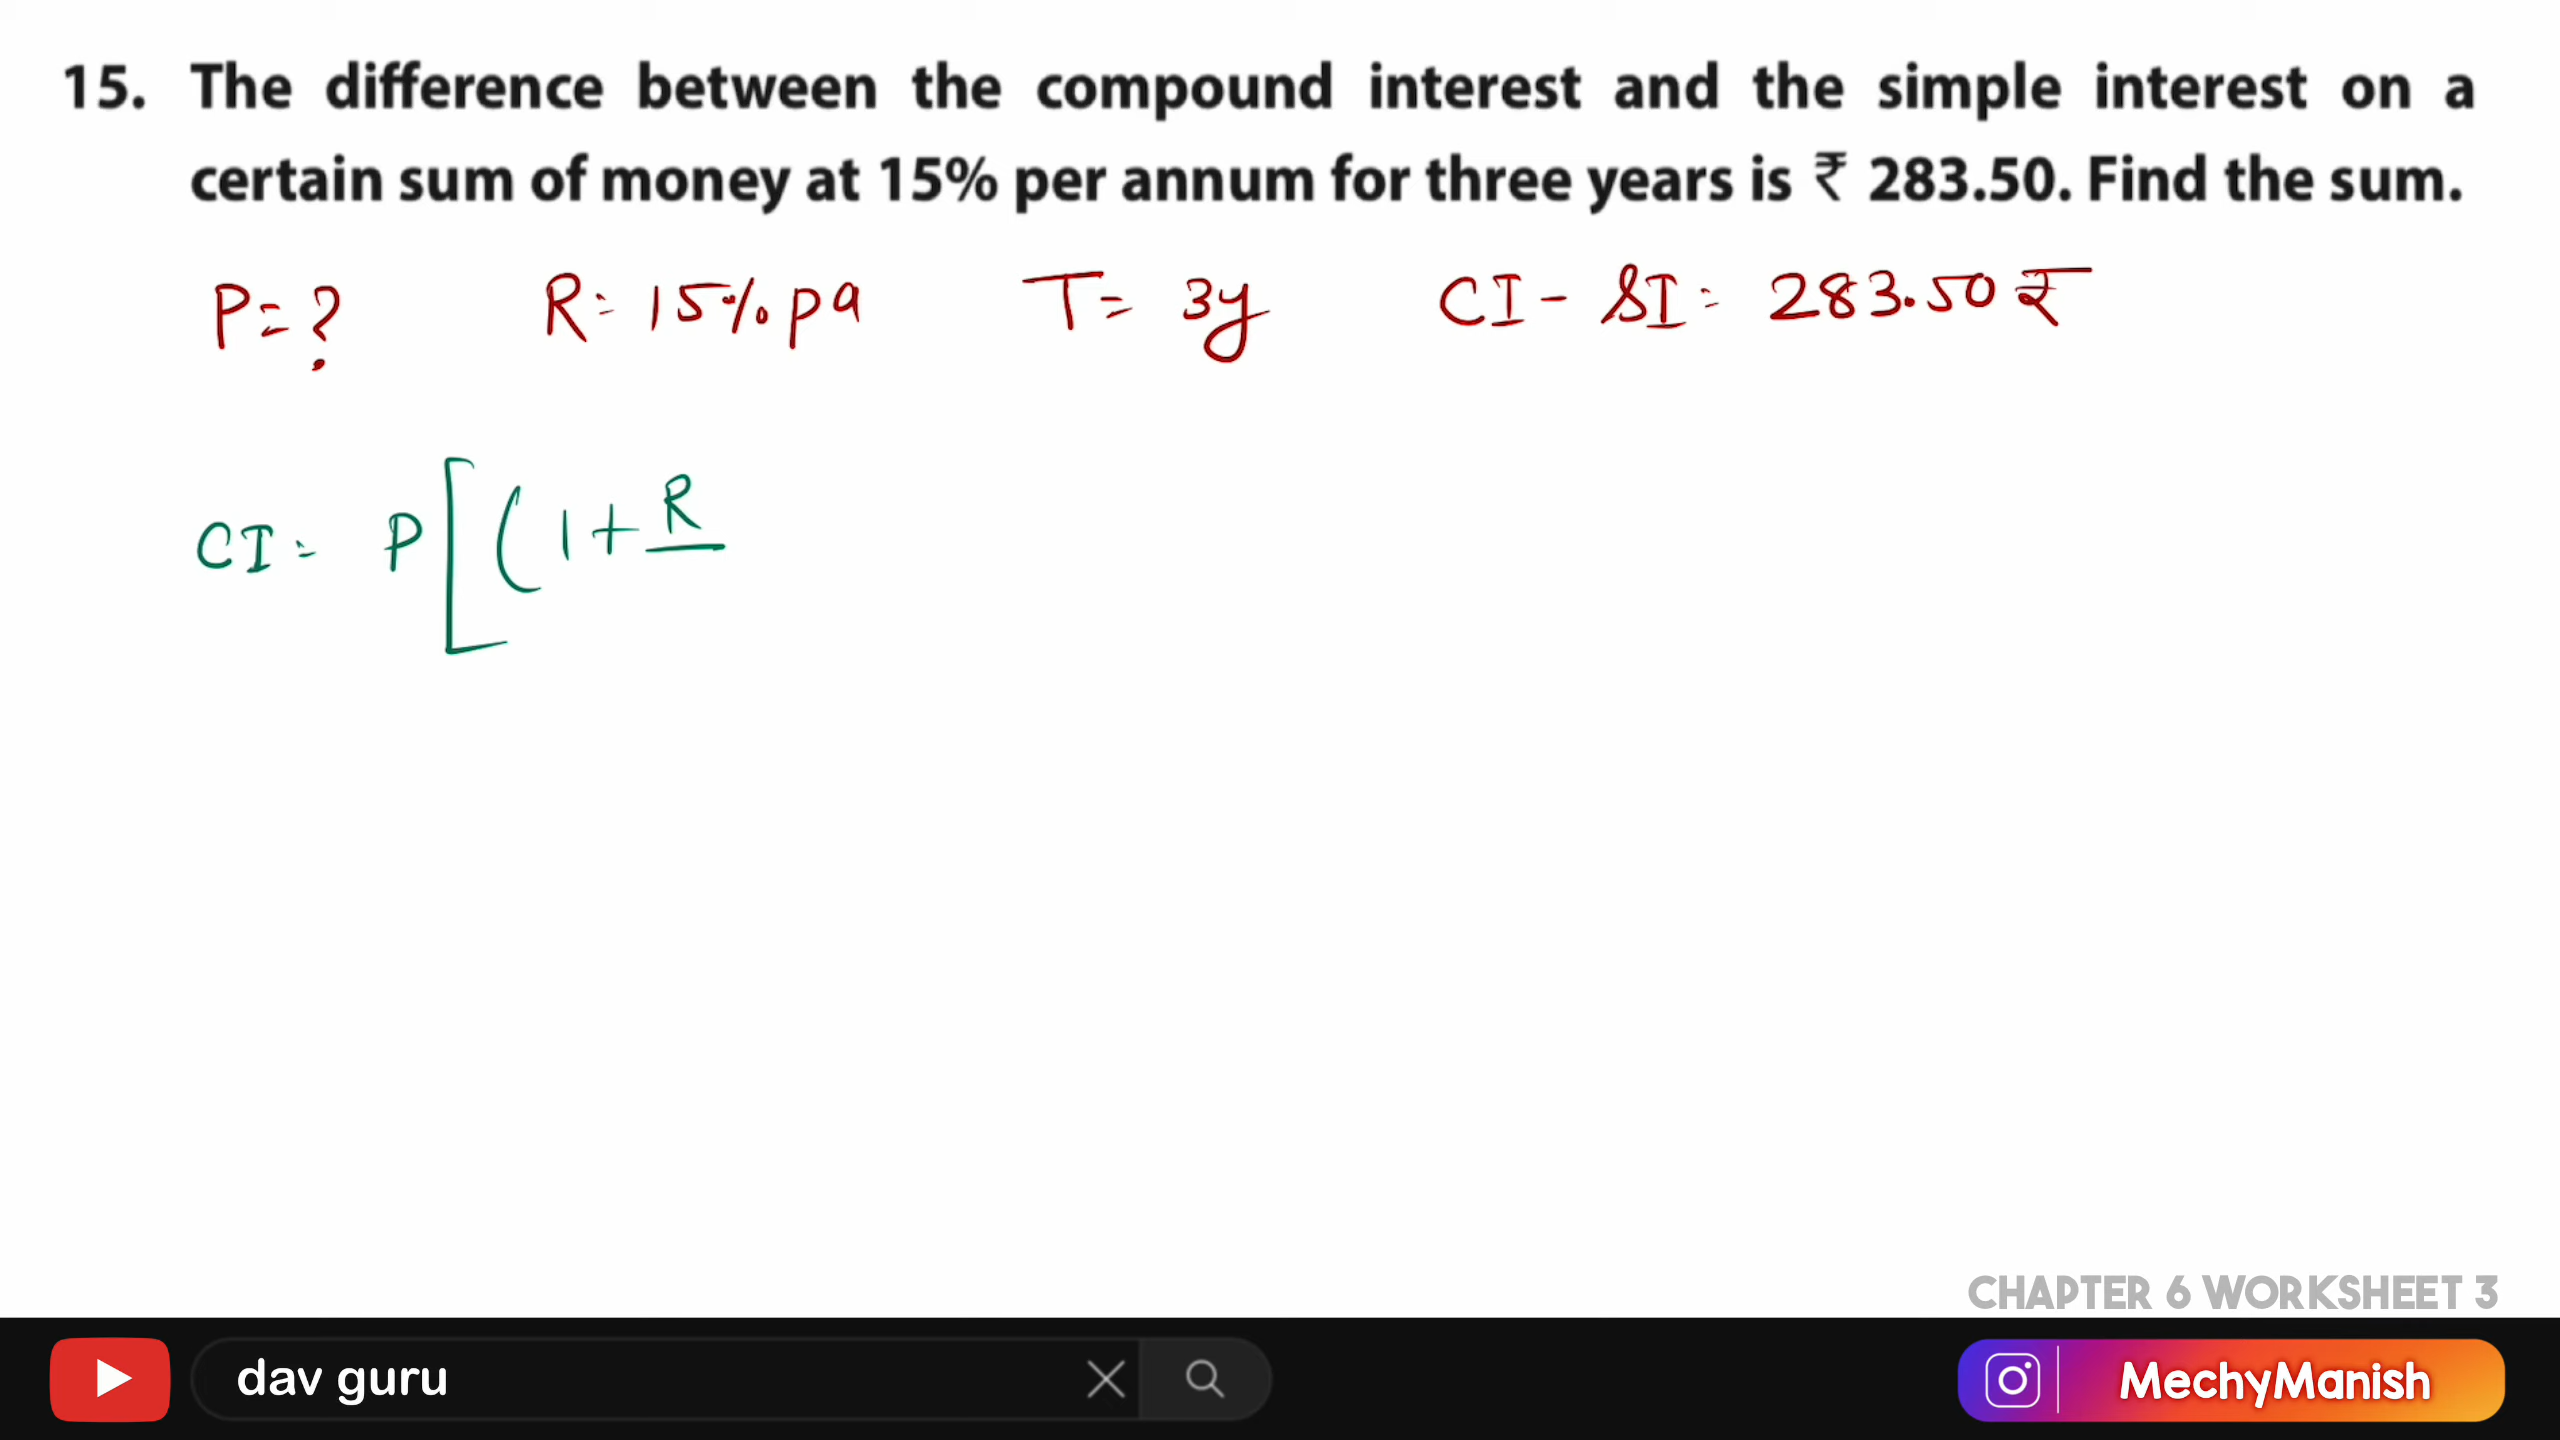 15. The difference between the compound interest and the simple interest on a
certain sum of money at 15% per annum for three years is ₹ 283.50. Find the sum.
P=? R= 15% pa T= 3y CI - SI= 283.50 ₹
CI= P[(1+R
CHAPTER 6 WORKSHEET 3
dav guru
MechyManish